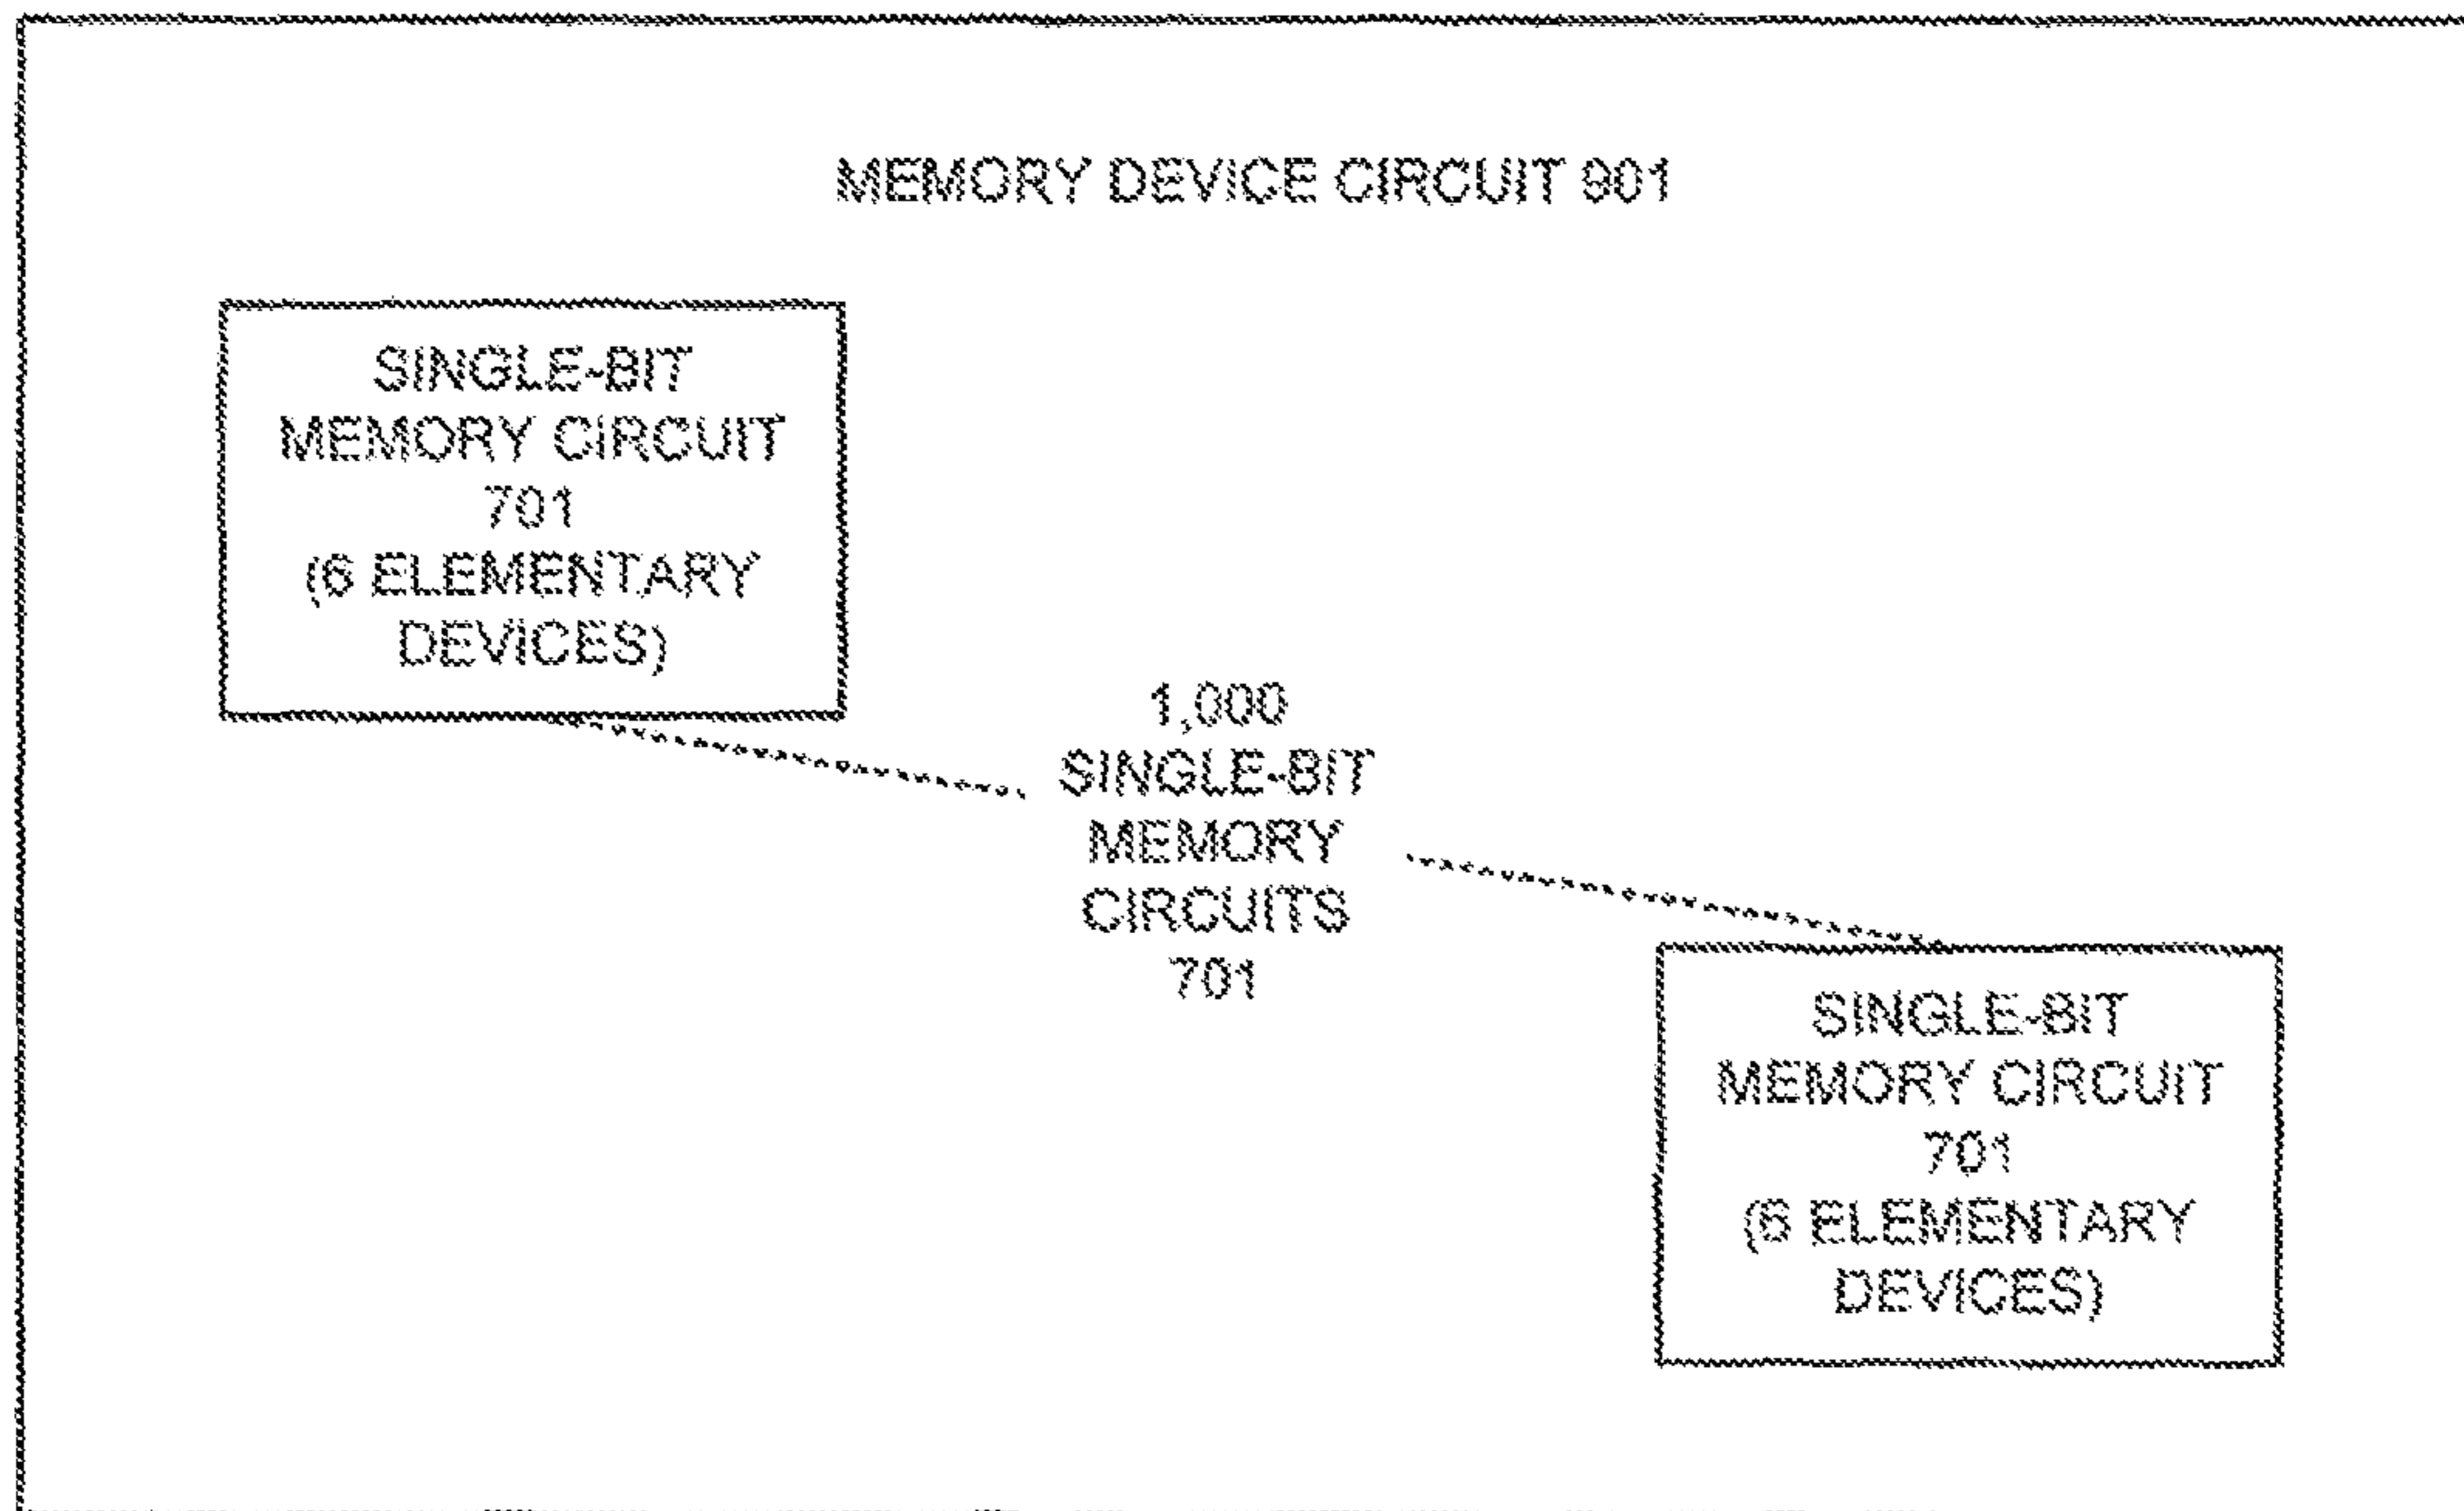 MEMORY DEVICE CIRCUIT 901
SINGLE-BIT
MEMORY CIRCUIT
701
(6 ELEMENTARY
DEVICES)
1,000
SINGLE-BIT
MEMORY
CIRCUITS
701
SINGLE-BIT
MEMORY CIRCUIT
701
(6 ELEMENTARY
DEVICES)